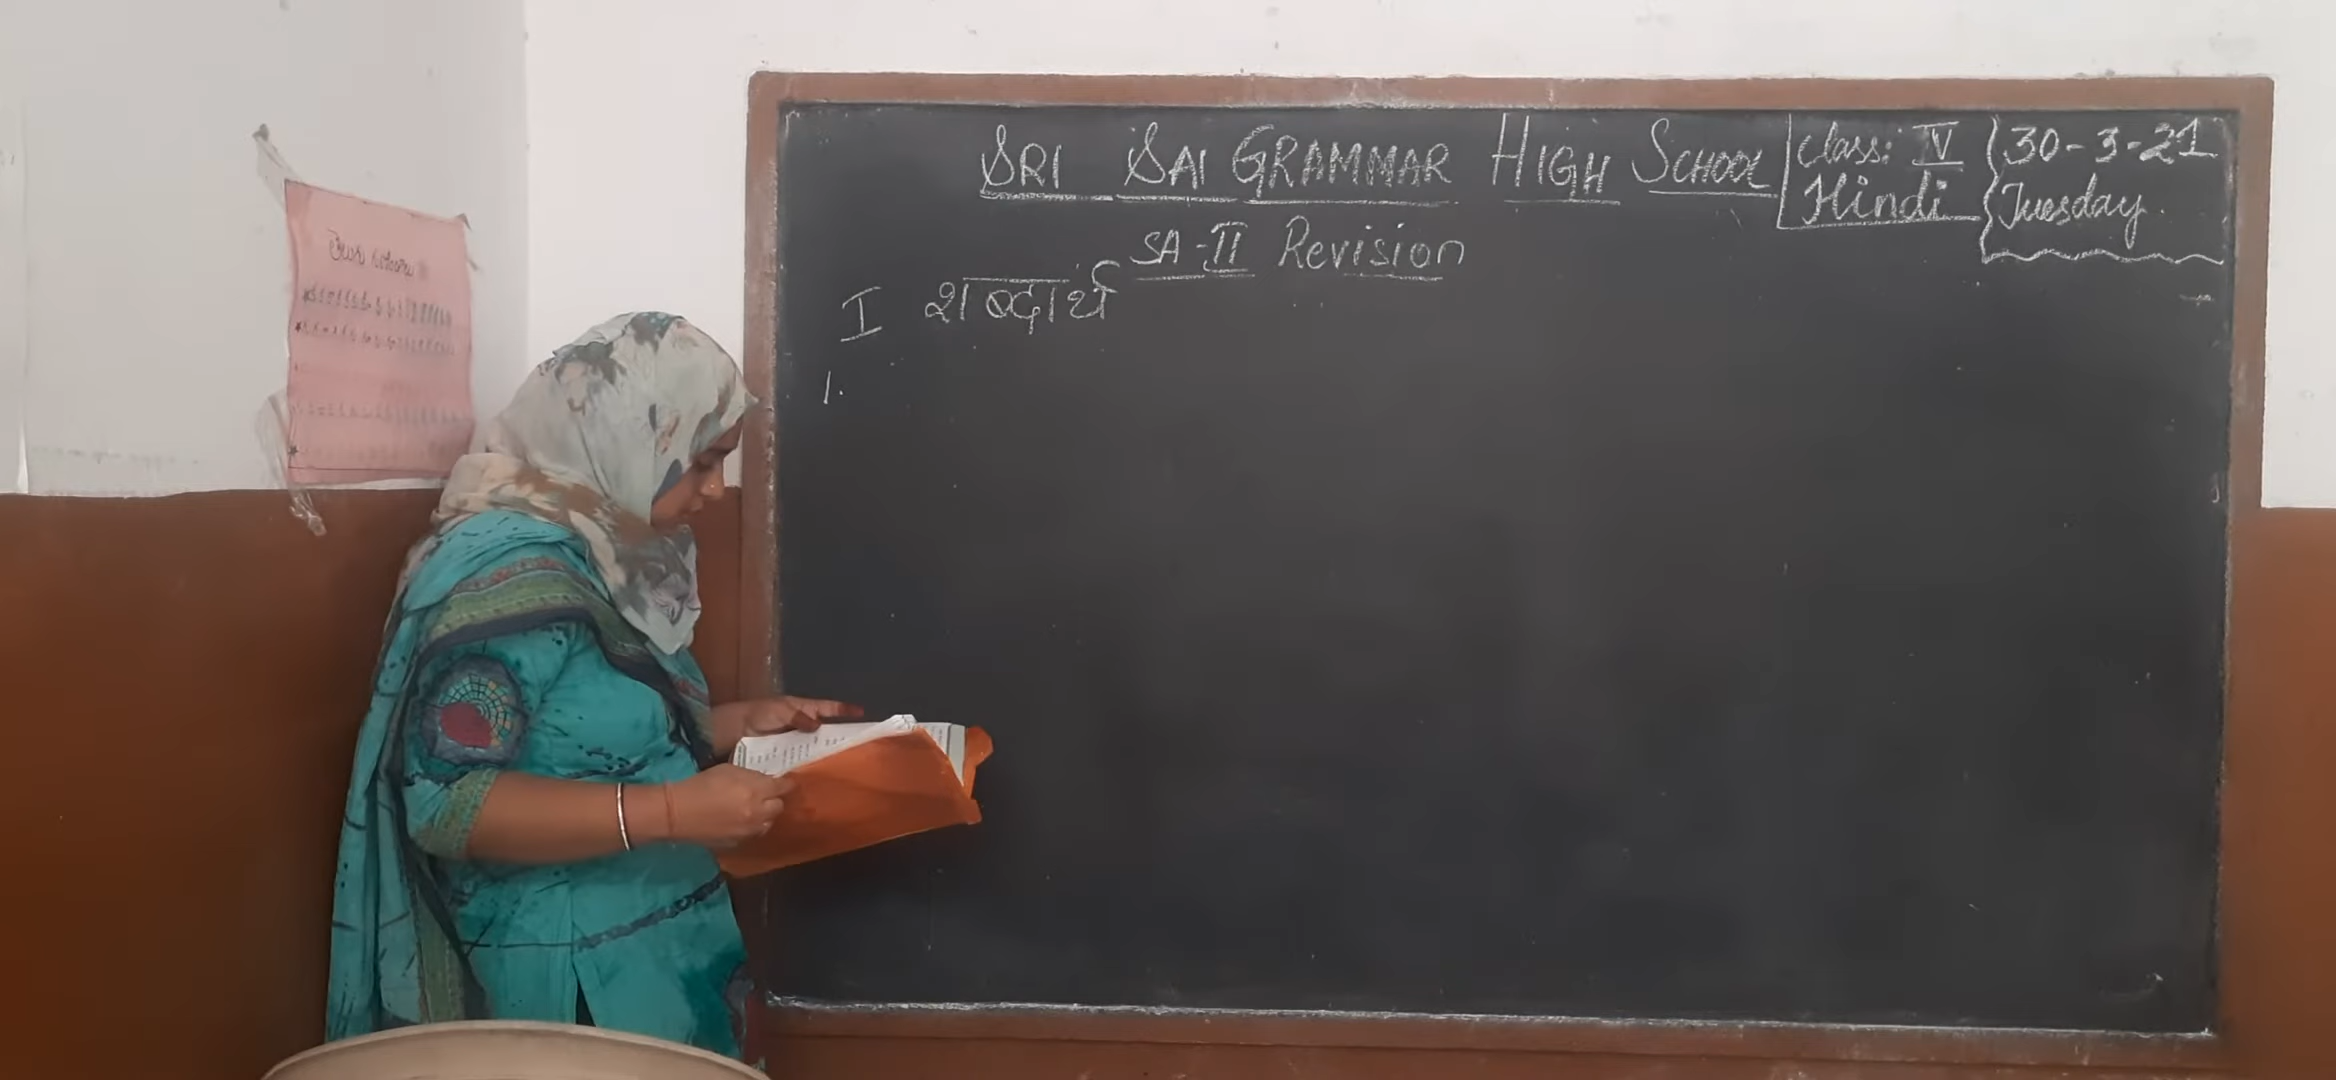 SRI SAI GRAMMAR HIGH SCHOOL
Class: IV
Hindi
30-3-21
Tuesday.
SA-II Revision
I शब्दार्थ
1.